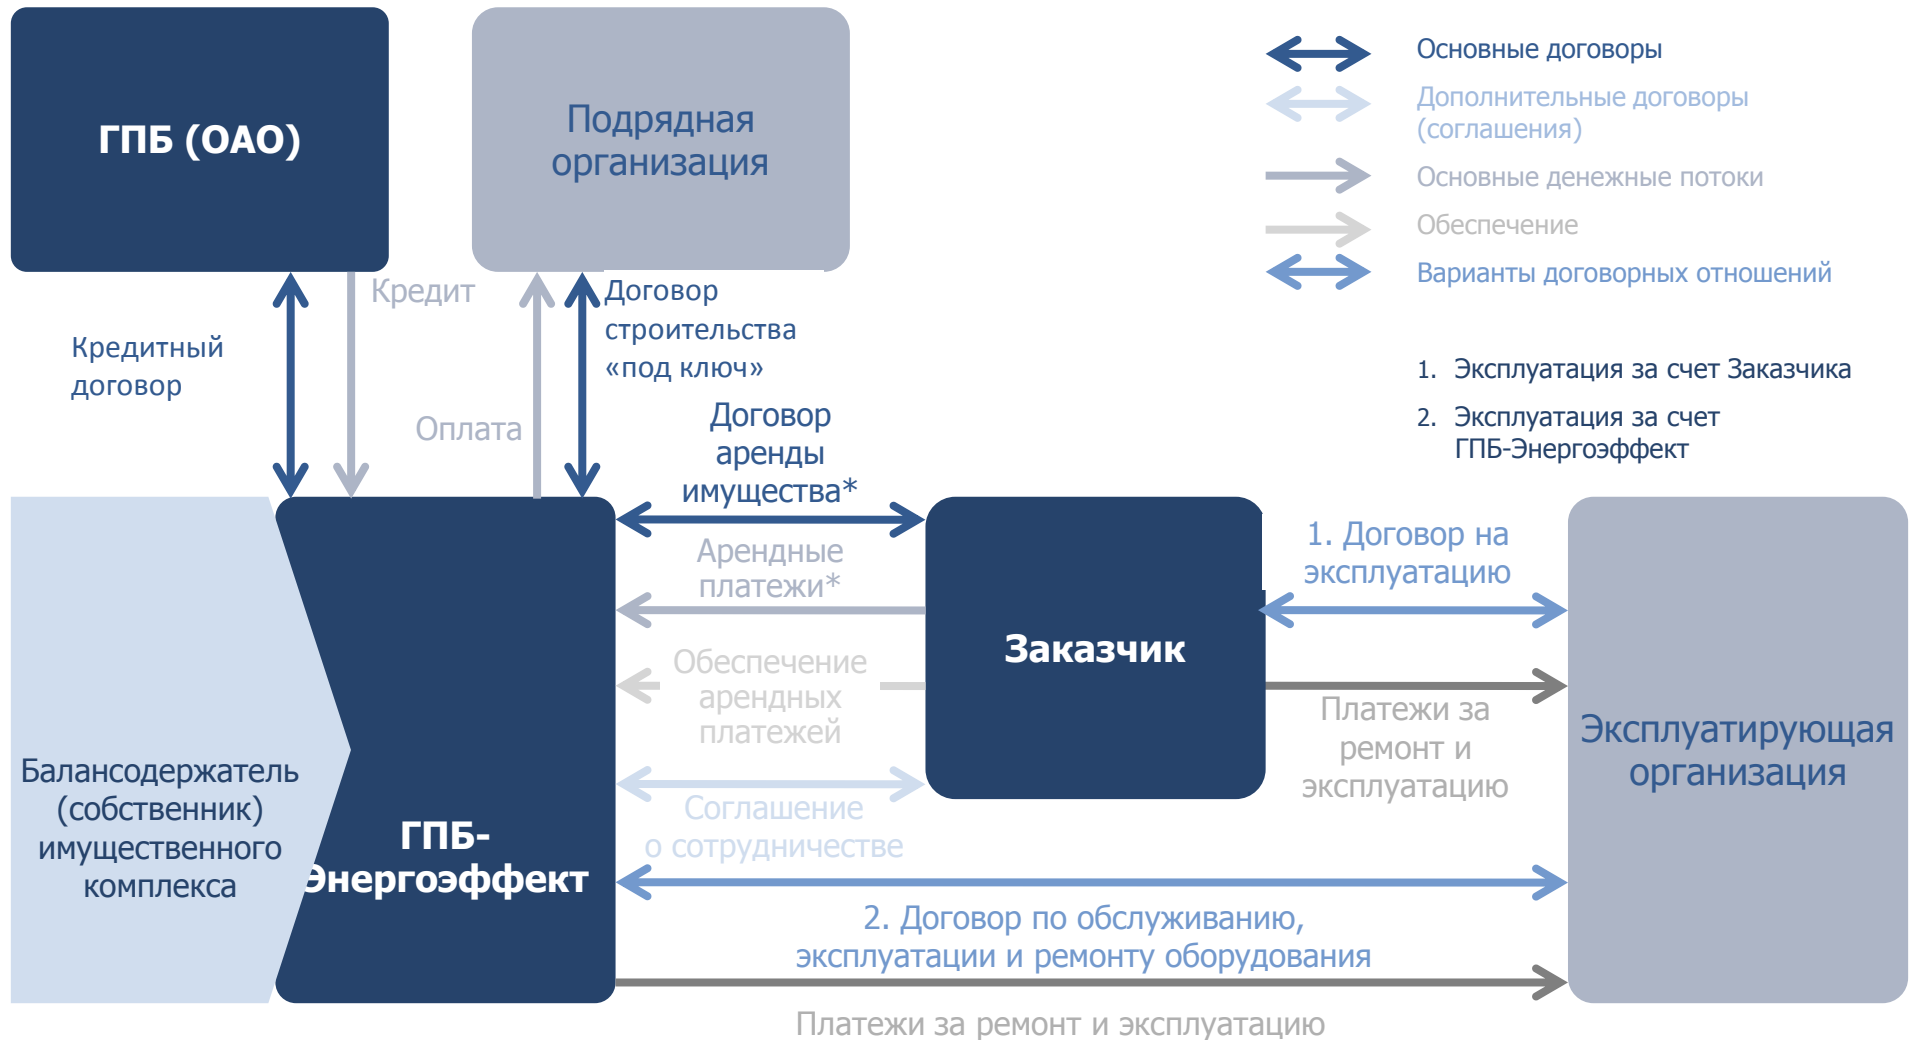 ГПБ (ОАО)
Подрядная
организация
Основные договоры
Дополнительные договоры
(соглашения)
Основные денежные потоки
Обеспечение
Варианты договорных отношений
1. Эксплуатация за счет Заказчика
2. Эксплуатация за счет
ГПБ-Энергоэффект
Кредитный
договор
Кредит
Оплата
Договор
строительства
«под ключ»
Договор
аренды
имущества*
Арендные
платежи*
Обеспечение
арендных
платежей
Соглашение
о сотрудничестве
Заказчик
1. Договор на
эксплуатацию
Платежи за
ремонт и
эксплуатацию
Эксплуатирующая
организация
Балансодержатель
(собственник)
имущественного
комплекса
ГПБ-
Энергоэффект
2. Договор по обслуживанию,
эксплуатации и ремонту оборудования
Платежи за ремонт и эксплуатацию